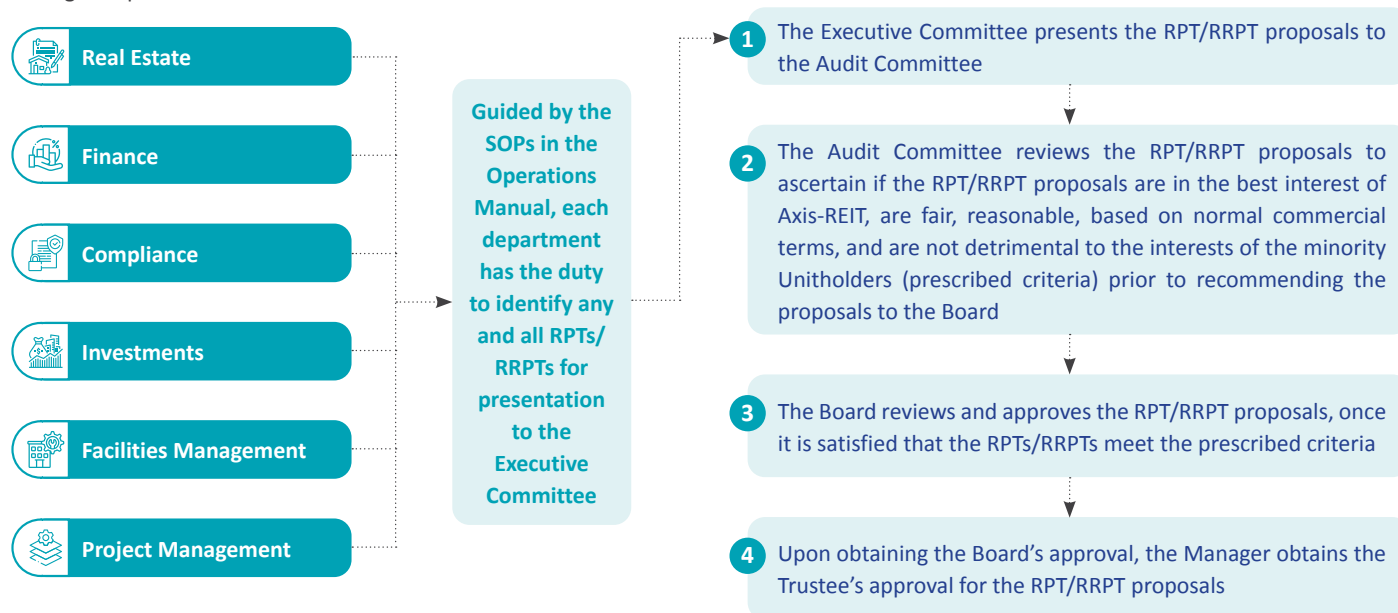 Real Estate
Finance
Compliance
Investments
Facilities Management
Project Management
Guided by the
SOPs in the
Operations
Manual, each
department
has the duty
to identify any
and all RPTs/
RRPTs for
presentation
to the
Executive
Committee
1
The Executive Committee presents the RPT/RRPT proposals to
the Audit Committee
2
The Audit Committee reviews the RPT/RRPT proposals to
ascertain if the RPT/RRPT proposals are in the best interest of
Axis-REIT, are fair, reasonable, based on normal commercial
terms, and are not detrimental to the interests of the minority
Unitholders (prescribed criteria) prior to recommending the
proposals to the Board
3
The Board reviews and approves the RPT/RRPT proposals, once
it is satisfied that the RPTs/RRPTs meet the prescribed criteria
4
Upon obtaining the Board's approval, the Manager obtains the
Trustee's approval for the RPT/RRPT proposals